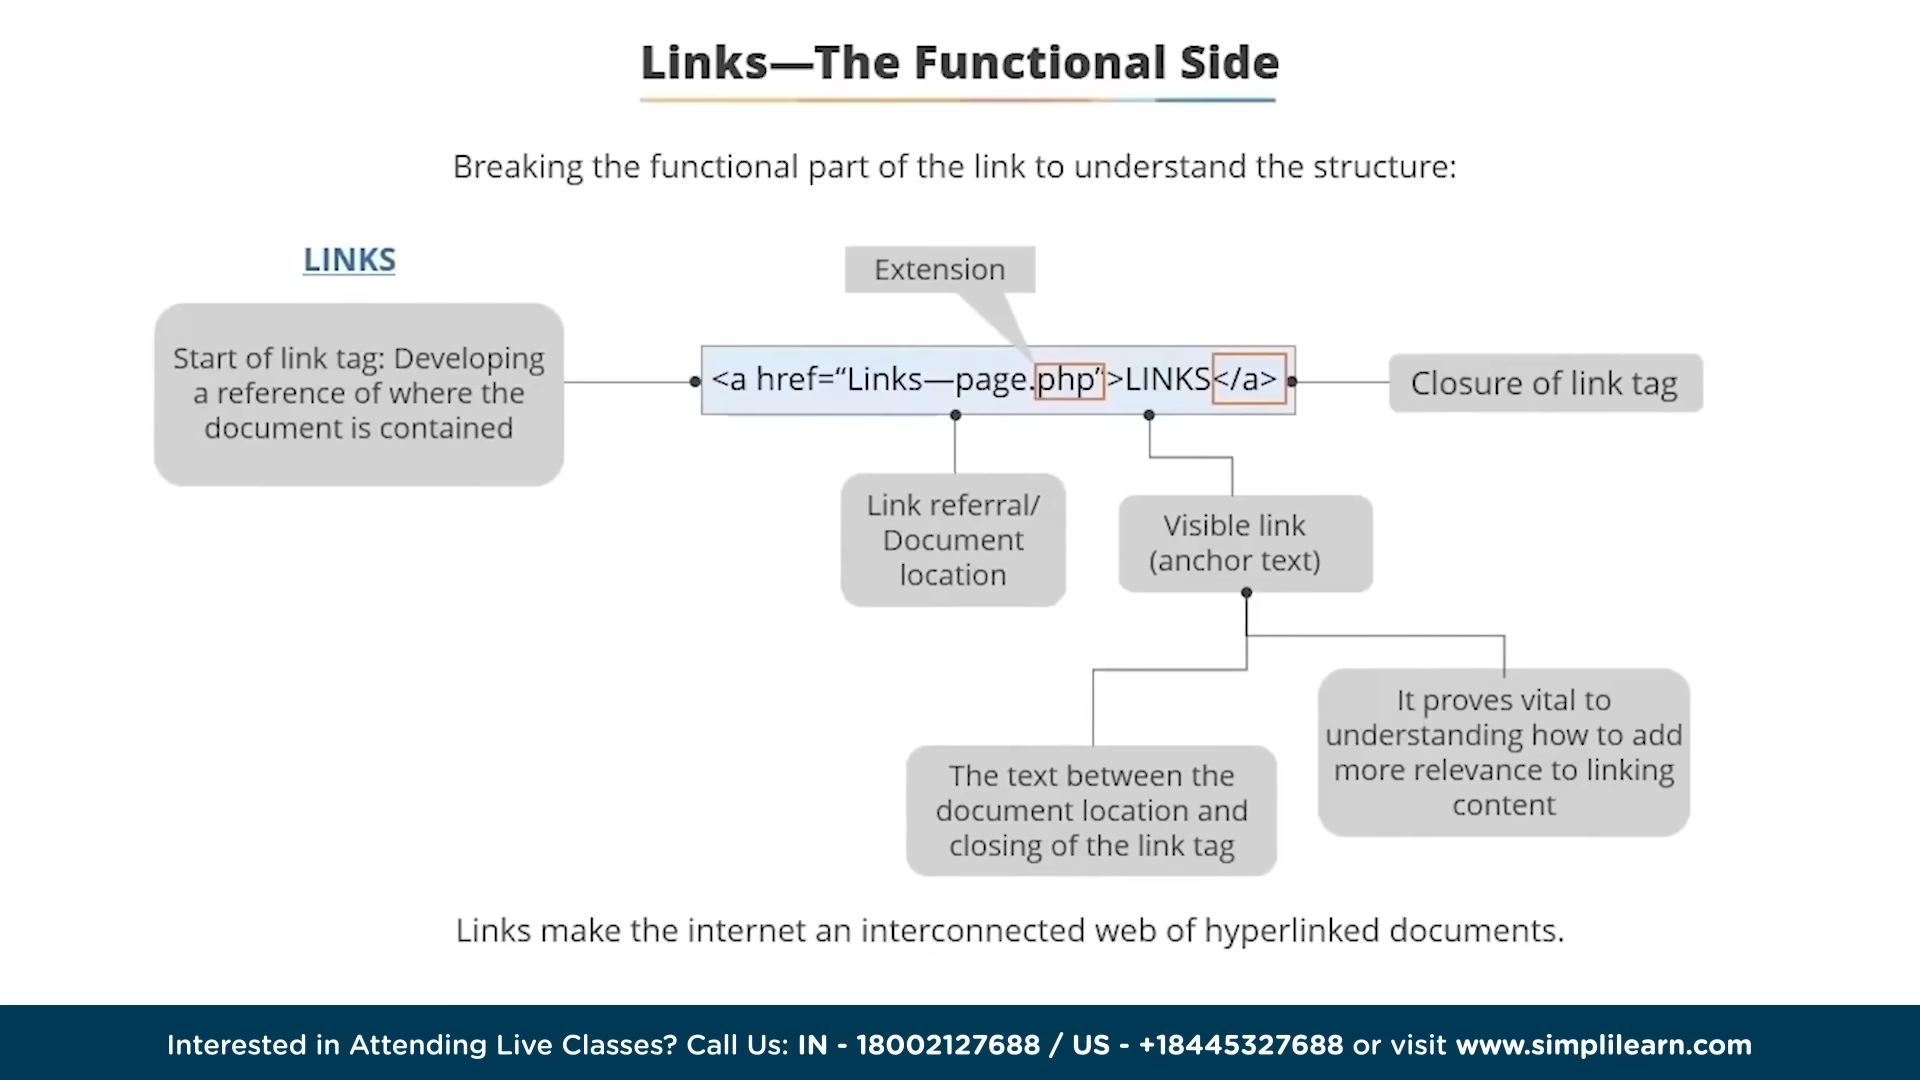 Links—The Functional Side
Breaking the functional part of the link to understand the structure:
LINKS
Extension
Start of link tag: Developing
a reference of where the
document is contained
<a href=“Links—page.php”>LINKS</a>
Closure of link tag
Link referral/
Document
location
Visible link
(anchor text)
It proves vital to
understanding how to add
more relevance to linking
content
The text between the
document location and
closing of the link tag
Links make the internet an interconnected web of hyperlinked documents.
Interested in Attending Live Classes? Call Us: IN - 18002127688 / US - +18445327688 or visit www.simplilearn.com